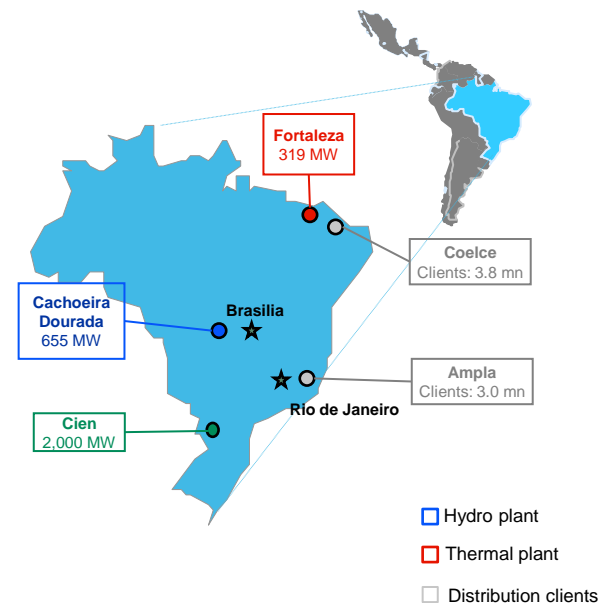 Fortaleza
319 MW
Coelce
Clients: 3.8 mn
Cachoeira
Dourada
655 MW
Brasilia
Ampla
Clients: 3.0 mn
Rio de Janeiro
Cien
2,000 MW
Hydro plant
Thermal plant
Distribution clients